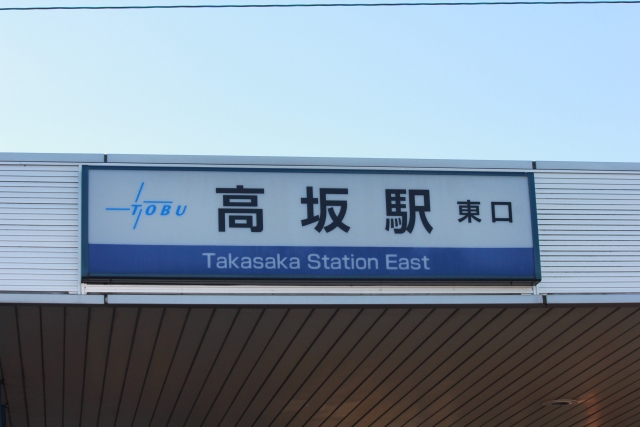 TOBU 高坂駅 東口
Takasaka Station East